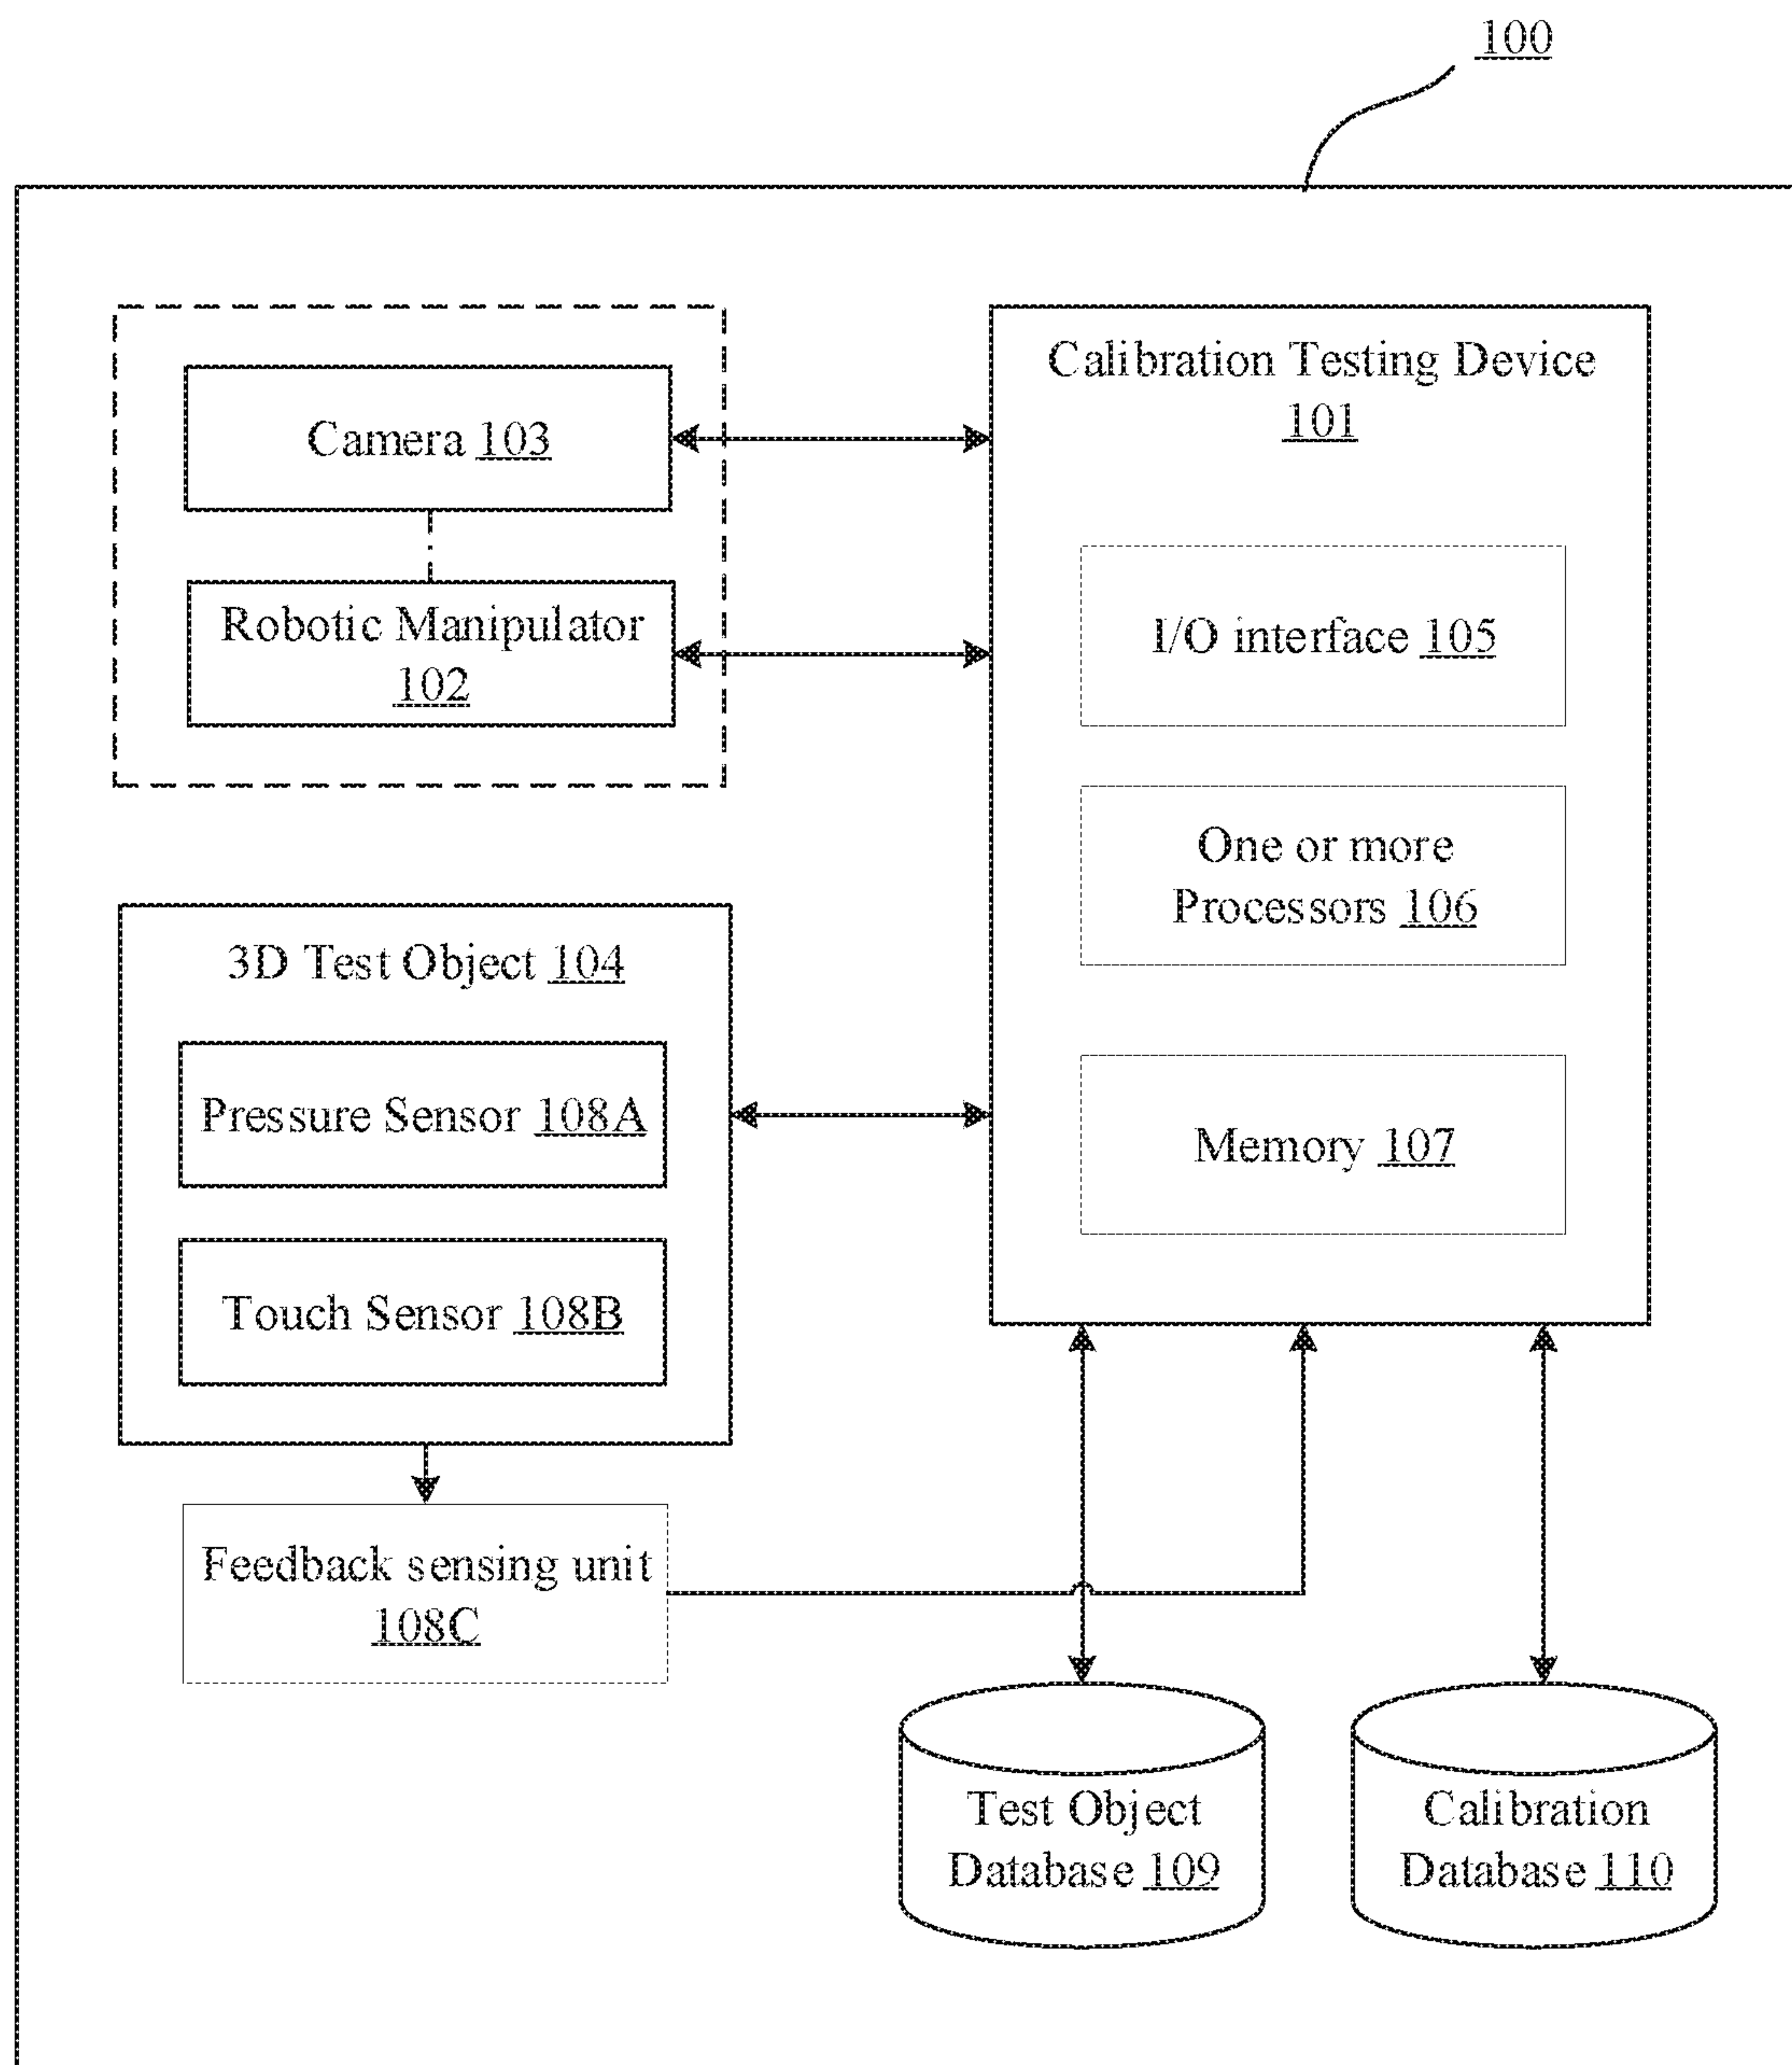 100
Camera 103
Robotic Manipulator
102
Calibration Testing Device
101
I/O interface 105
One or more
Processors 106
Memory 107
3D Test Object 104
Pressure Sensor 108A
Touch Sensor 108B
Feedback sensing unit
108C
Test Object
Database 109
Calibration
Database 110